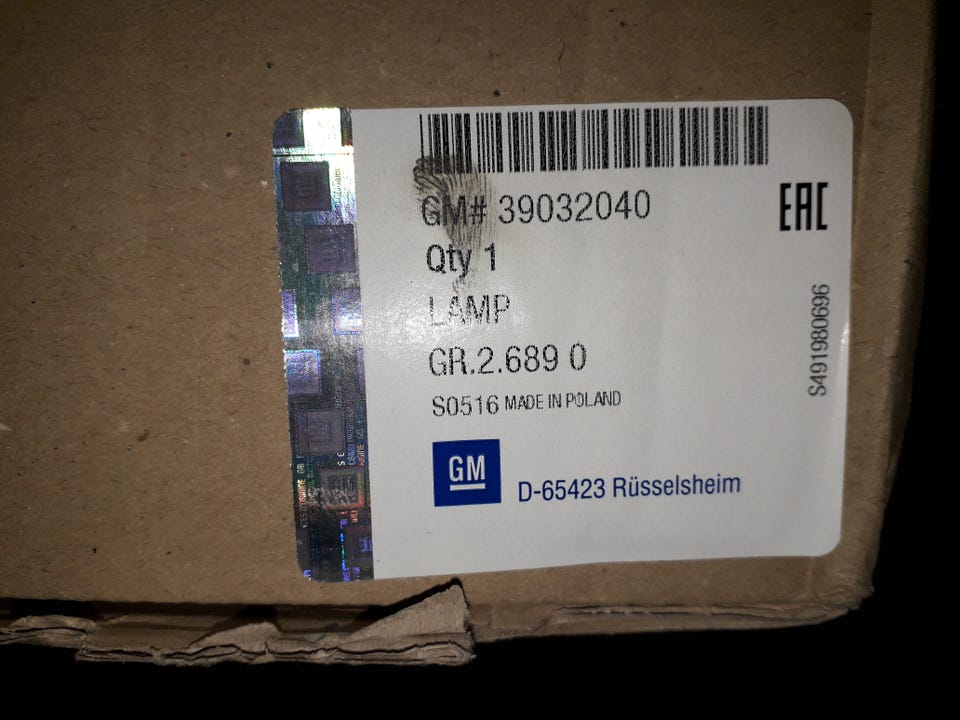 GM# 39032040
EAC
Qty 1
LAMP
GR.2.689 0
S0516 MADE IN POLAND
GM
D-65423 Rüsselsheim
S491980696